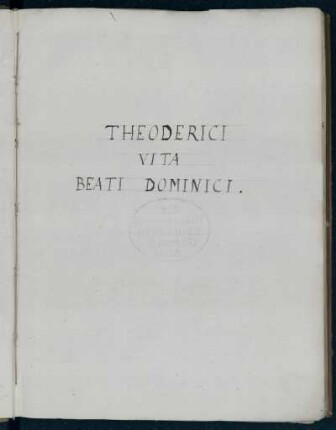 THEODERICI
VITA
BEATI DOMINICI.